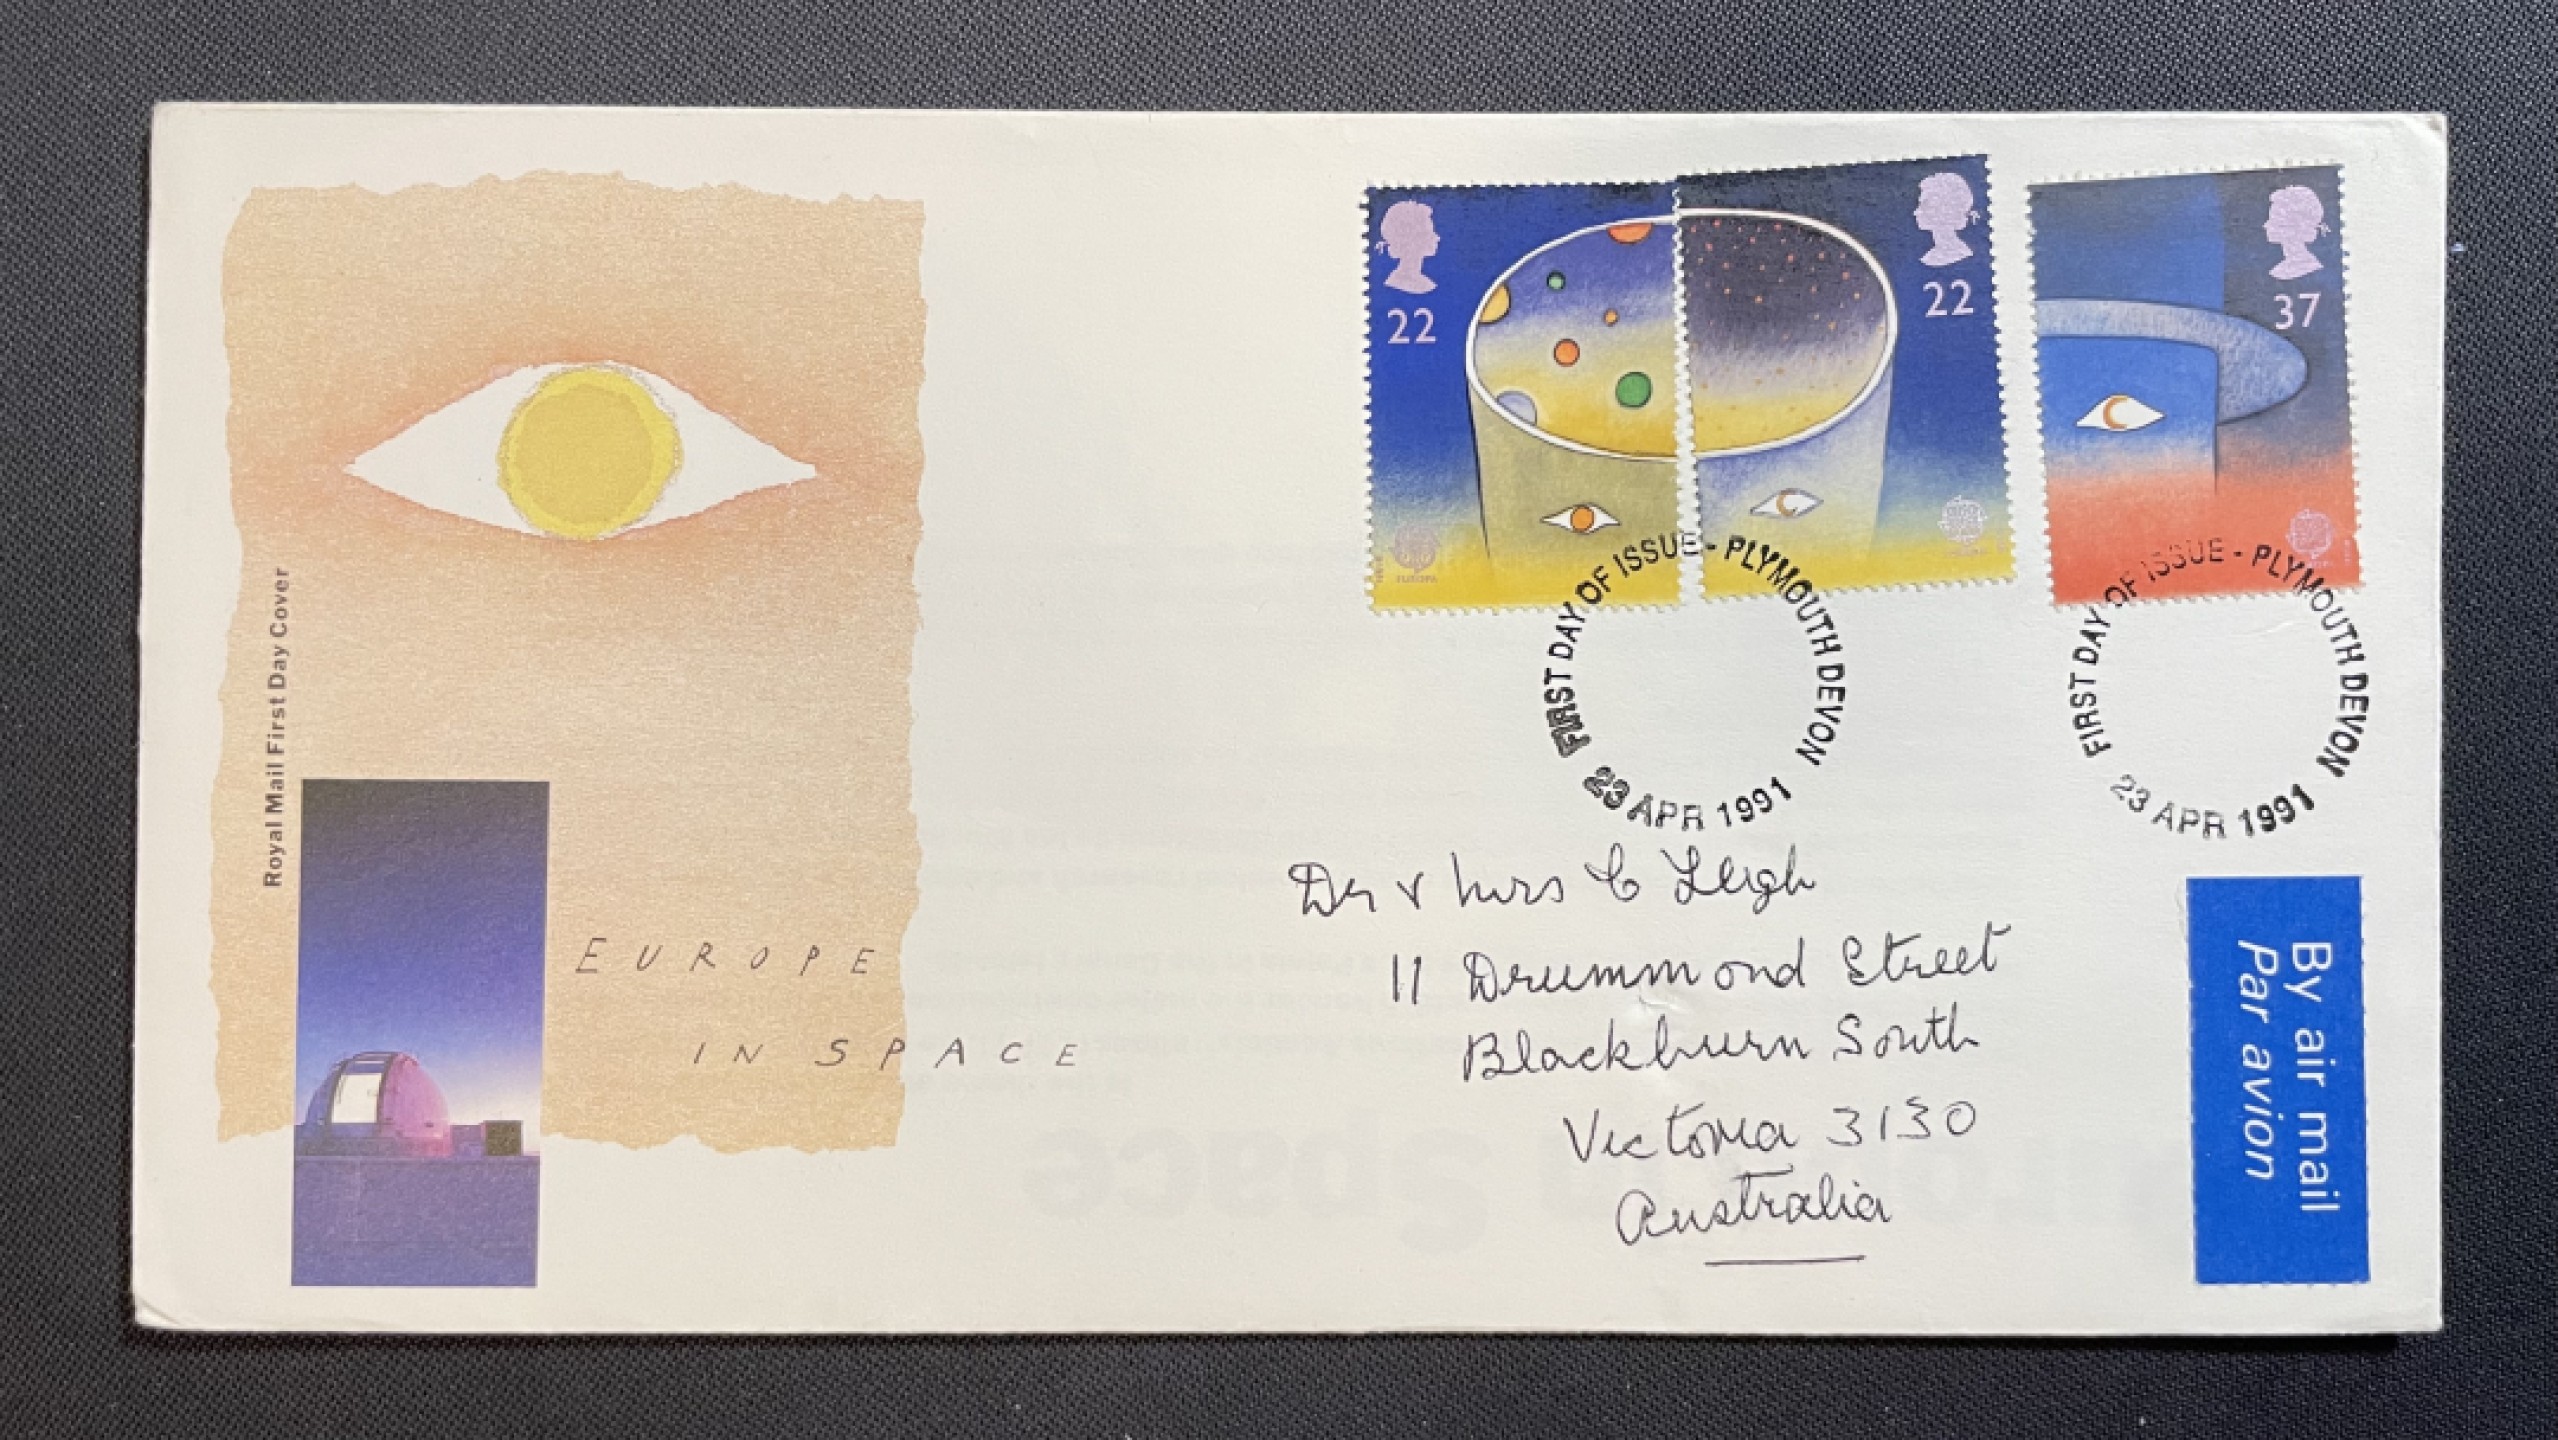 Royal Mail First Day Cover
EUROPE
IN SPACE
22
22
37
EUROPA
FIRST DAY OF ISSUE - PLYMOUTH DEVON
23 APR 1991
FIRST DAY OF ISSUE - PLYMOUTH DEVON
23 APR 1991
Dr & Mrs C Leigh
11 Drummond Street
Blackburn South
Victoria 3130
Australia
By air mail
Par avion